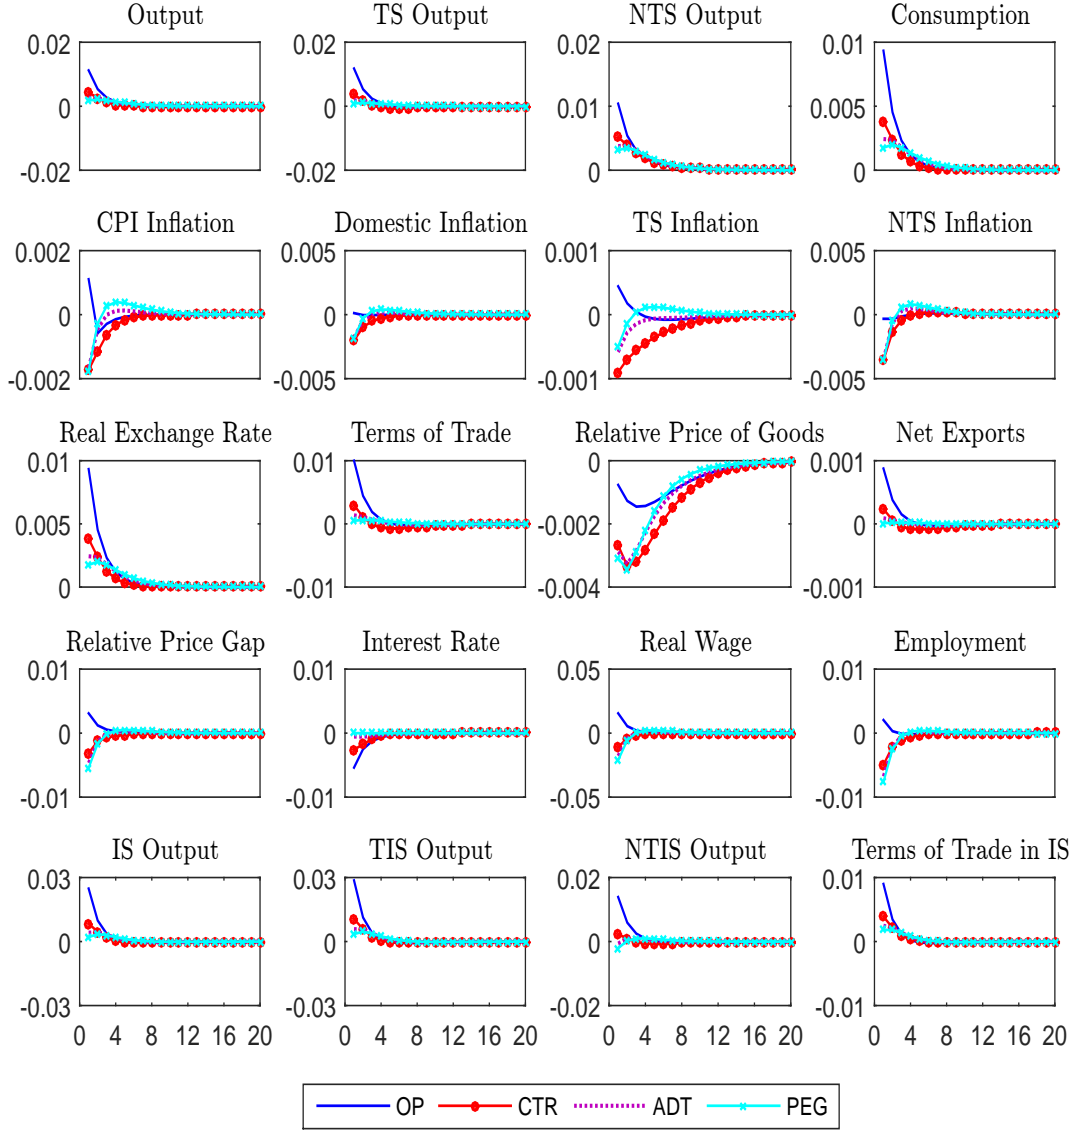 Output TS Output NTS Output Consumption
0.02 0.02 0.02 0.01
0.01 0.005
0 0
-0.02 -0.02 0 0
CPI Inflation Domestic Inflation TS Inflation NTS Inflation
0.002 0.005 0.001 0.005
0 0 0 0
-0.002 -0.005 -0.001 -0.005
Real Exchange Rate Terms of Trade Relative Price of Goods Net Exports
0.01 0.01 0 0.001
0.005 0 -0.002 0
0 -0.01 -0.004 -0.001
Relative Price Gap Interest Rate Real Wage Employment
0.01 0.01 0.05 0.01
0 0 0 0
-0.01 -0.01 -0.05 -0.01
IS Output TIS Output NTIS Output Terms of Trade in IS
0.03 0.03 0.02 0.01
0 0 0 0
-0.03 -0.03 -0.02 -0.01
0 4 8 12 16 20 0 4 8 12 16 20 0 4 8 12 16 20 0 4 8 12 16 20
OP CTR ADT PEG